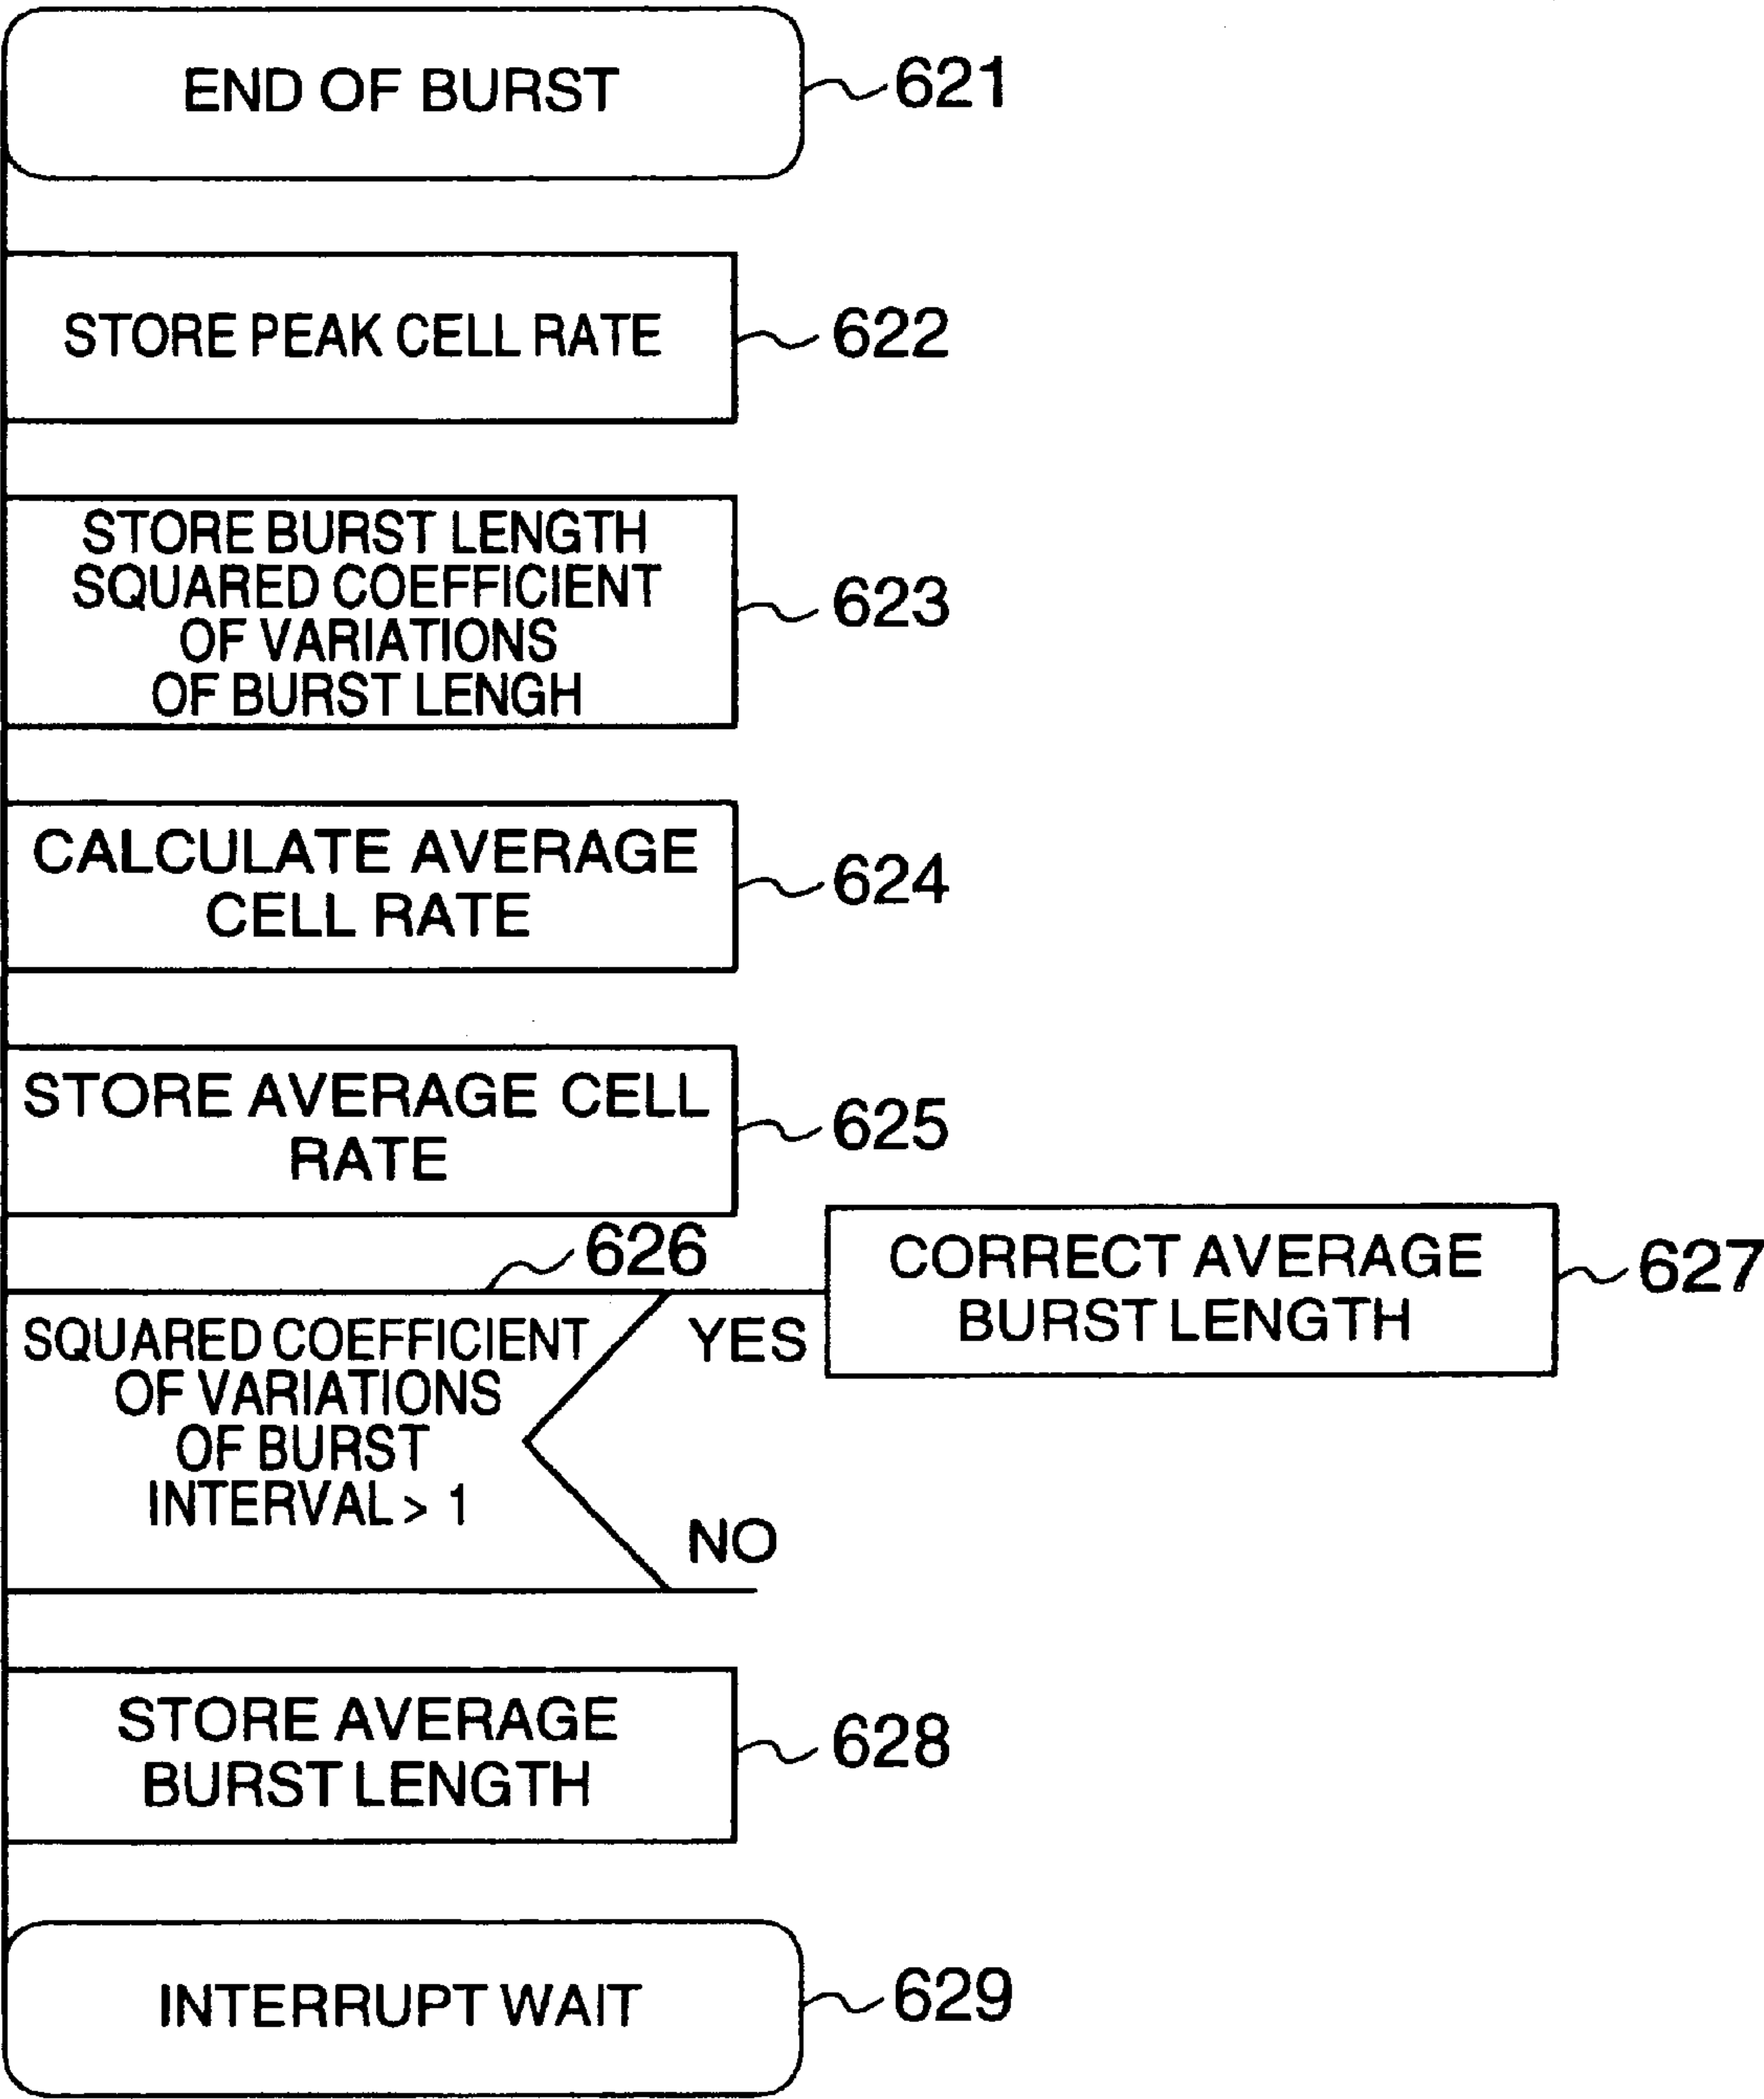 END OF BURST
621
STORE PEAK CELL RATE
622
STORE BURST LENGTH
SQUARED COEFFICIENT
OF VARIATIONS
OF BURST LENGH
623
CALCULATE AVERAGE
CELL RATE
624
STORE AVERAGE CELL
RATE
625
626
SQUARED COEFFICIENT
OF VARIATIONS
OF BURST
INTERVAL > 1
YES
NO
CORRECT AVERAGE
BURST LENGTH
627
STORE AVERAGE
BURST LENGTH
628
INTERRUPT WAIT
629